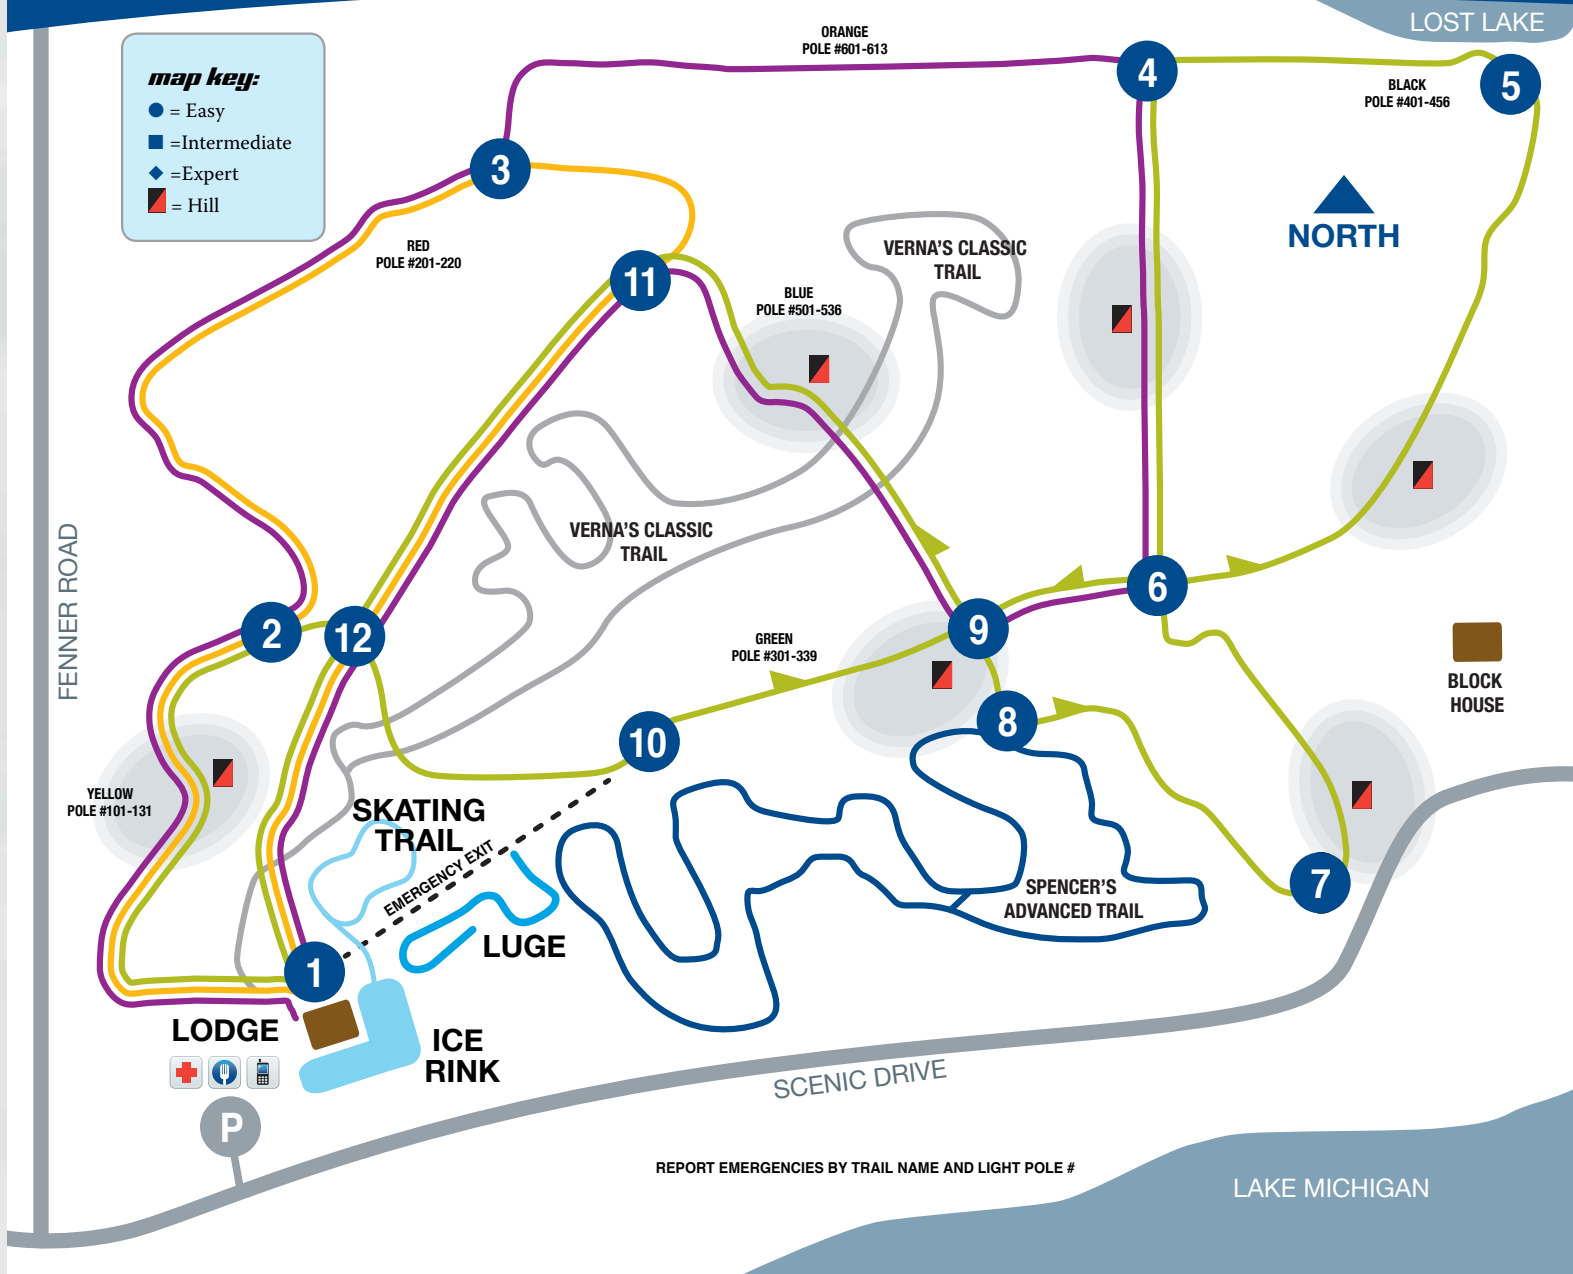 LOST LAKE
map key:
= Easy
=Intermediate
=Expert
= Hill
ORANGE
POLE #601-613
4
5
BLACK
POLE #401-456
3
NORTH
RED
POLE #201-220
11
VERNA'S CLASSIC
TRAIL
BLUE
POLE #501-536
VERNA'S CLASSIC
TRAIL
FENNER ROAD
6
2
12
9
GREEN
POLE #301-339
BLOCK
HOUSE
8
10
YELLOW
POLE #101-131
SKATING
TRAIL
EMERGENCY EXIT
7
SPENCER'S
ADVANCED TRAIL
LUGE
1
LODGE
ICE
RINK
SCENIC DRIVE
P
REPORT EMERGENCIES BY TRAIL NAME AND LIGHT POLE #
LAKE MICHIGAN